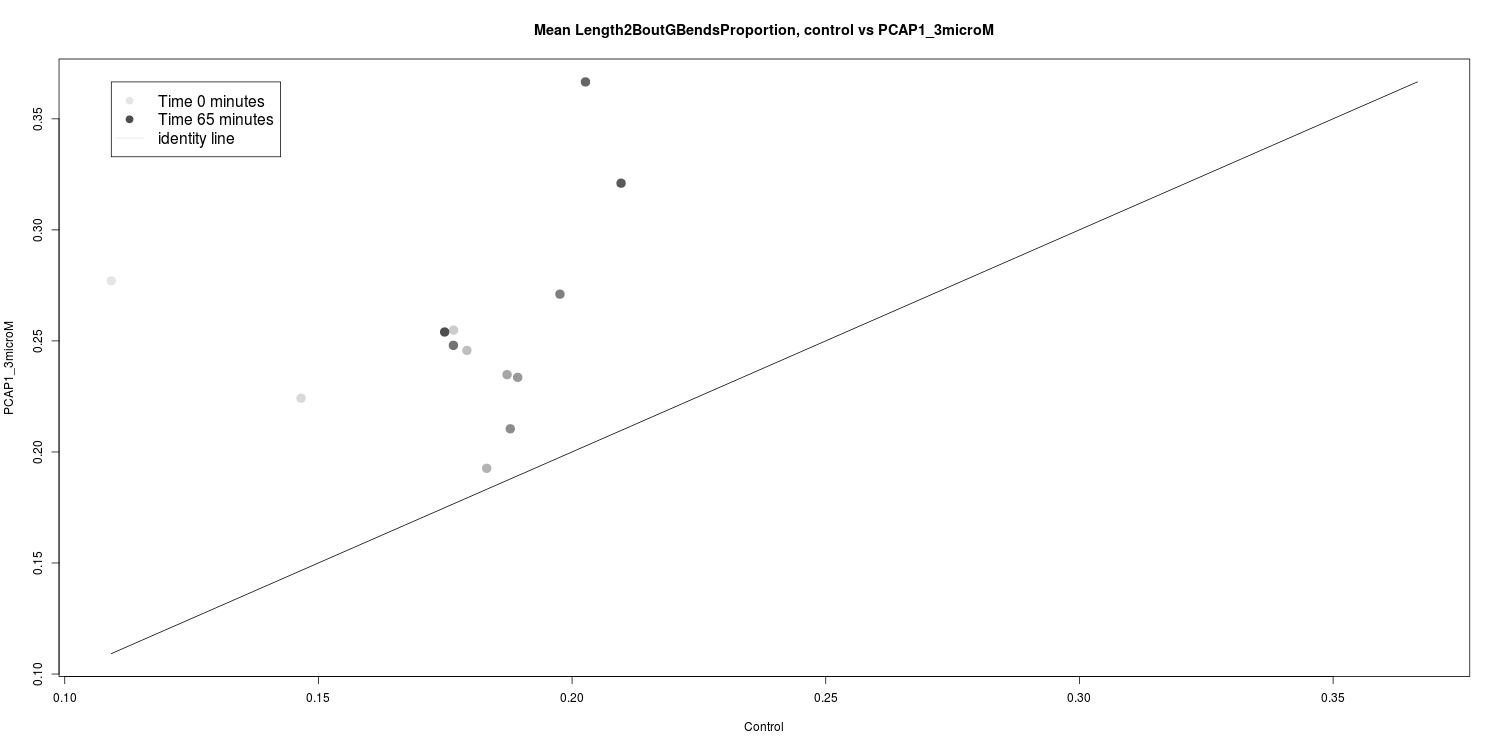 Mean Length2BoutGBendsProportion, control vs PCAP1_3microM
Time 0 minutes
Time 65 minutes
identity line
PCAP1_3microM
0.35
0.30
0.25
0.20
0.15
0.10
0.10 0.15 0.20 0.25 0.30 0.35
Control